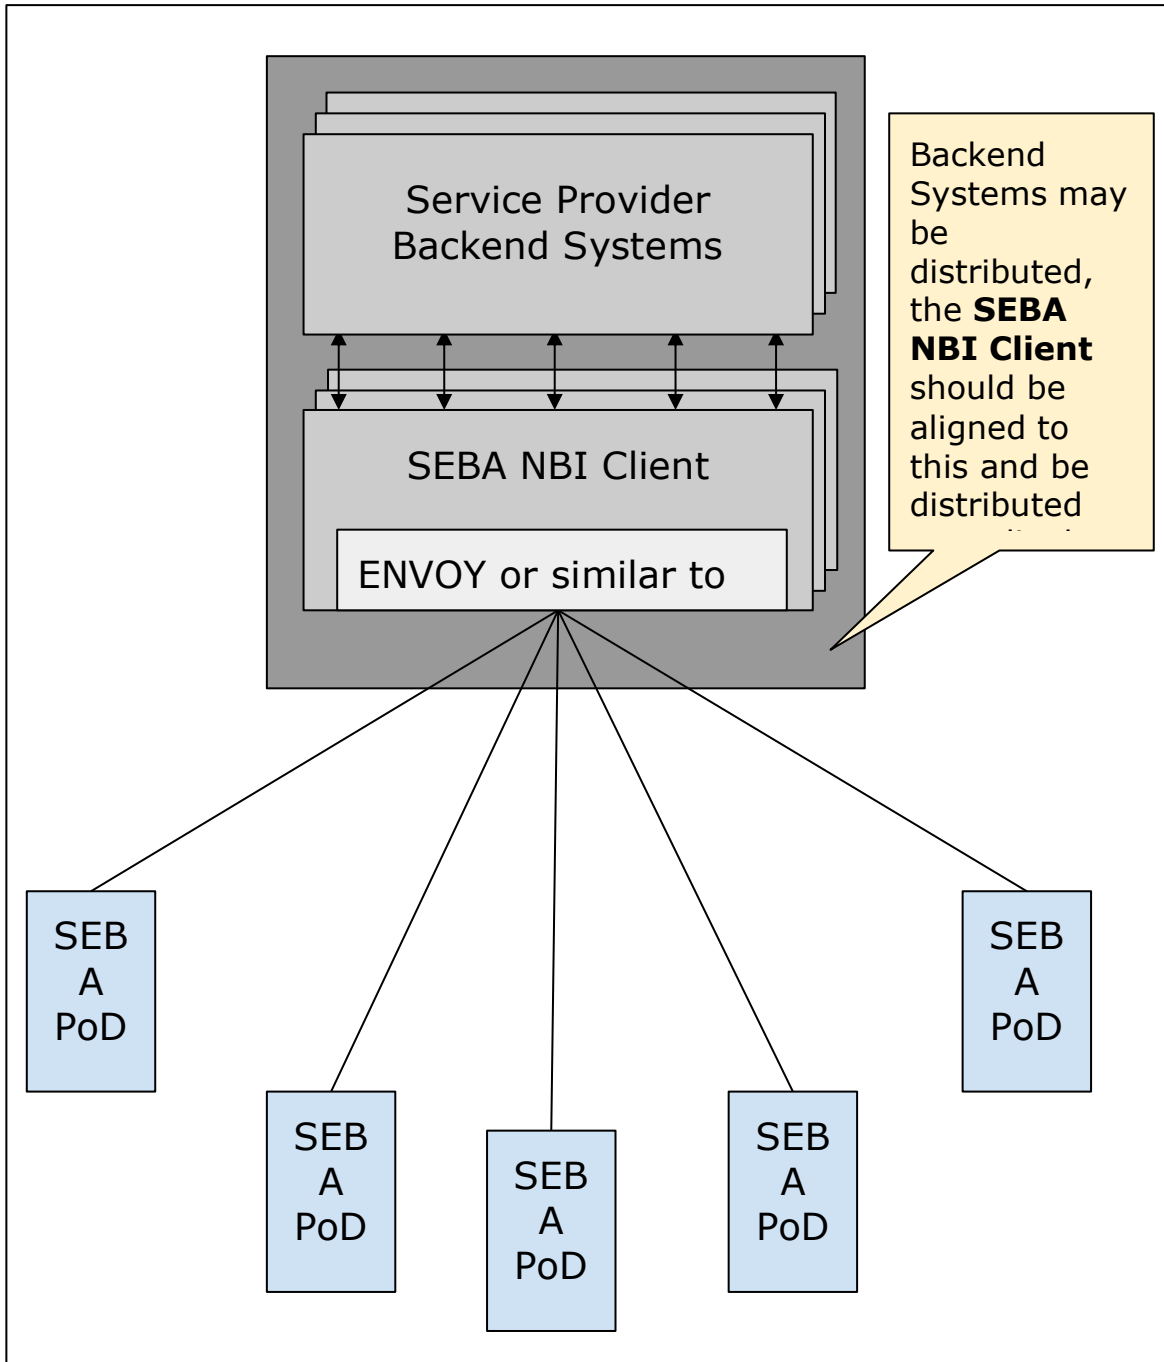 Service Provider
Backend Systems
Backend
Systems may
be
distributed,
the SEBA
NBI Client
should be
aligned to
this and be
distributed
SEBA NBI Client
ENVOY or similar to
SEB
A
PoD
SEB
A
PoD
SEB
A
PoD
SEB
A
PoD
SEB
A
PoD